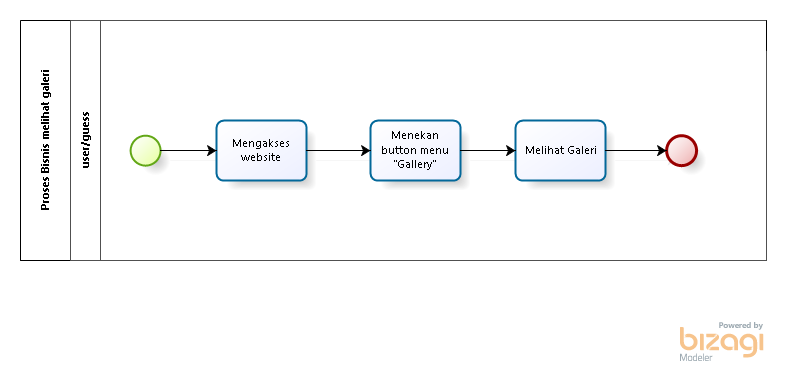 Proses Bisnis melihat galeri
user/guess
Mengakses
website
Menekan
button menu
"Gallery"
Melihat Galeri
Powered by
bizagi
Modeler